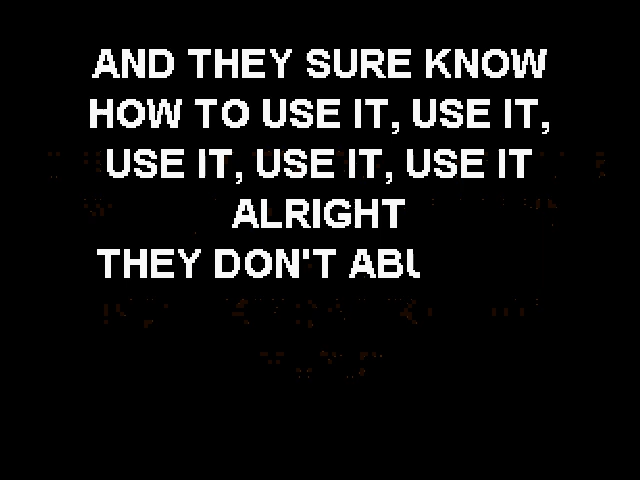 AND THEY SURE KNOW
HOW TO USE IT, USE IT,
USE IT, USE IT, USE IT
ALRIGHT
THEY DON'T